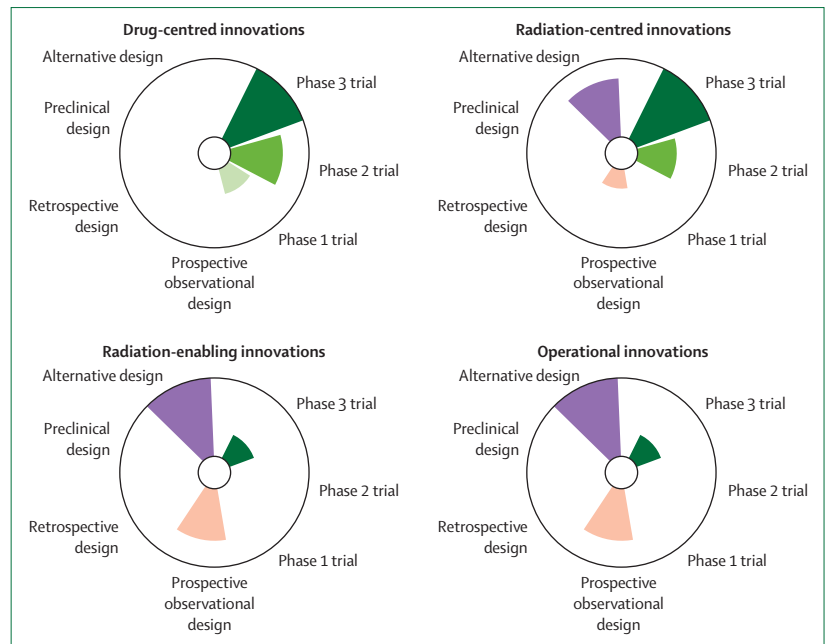 Drug-centred innovations
Alternative design
Phase 3 trial
Preclinical
design
Phase 2 trial
Retrospective
design
Phase 1 trial
Prospective
observational
design
Radiation-centred innovations
Alternative design
Phase 3 trial
Preclinical
design
Phase 2 trial
Retrospective
design
Phase 1 trial
Prospective
observational
design
Radiation-enabling innovations
Alternative design
Phase 3 trial
Preclinical
design
Phase 2 trial
Retrospective
design
Phase 1 trial
Prospective
observational
design
Operational innovations
Alternative design
Phase 3 trial
Preclinical
design
Phase 2 trial
Retrospective
design
Phase 1 trial
Prospective
observational
design